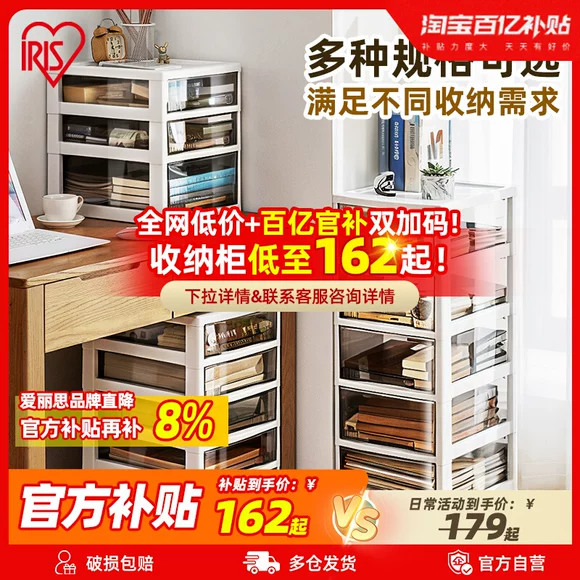 IRIS
淘宝百亿补贴
补贴力度大 天天有好价
多种规格可选
满足不同收纳需求
全网低价+百亿官补双加码!
收纳柜低至162起!
下拉详情&联系客服咨询详情
爱丽思品牌直降
官方补贴再补
8%
官方补贴
补贴到手价:¥
162起
VS
日常活动到手价:¥
179起
破损包赔
多仓发货
官方自营